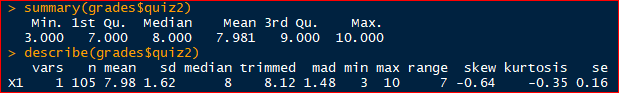 > summary(grades$quiz2)
Min. 1st Qu. Median Mean 3rd Qu. Max.
3.000 7.000 8.000 7.981 9.000 10.000
> describe(grades$quiz2)
vars n mean sd median trimmed mad min max range skew kurtosis se
X1 1 105 7.98 1.62 8 8.12 1.48 3 10 7 -0.64 -0.35 0.16